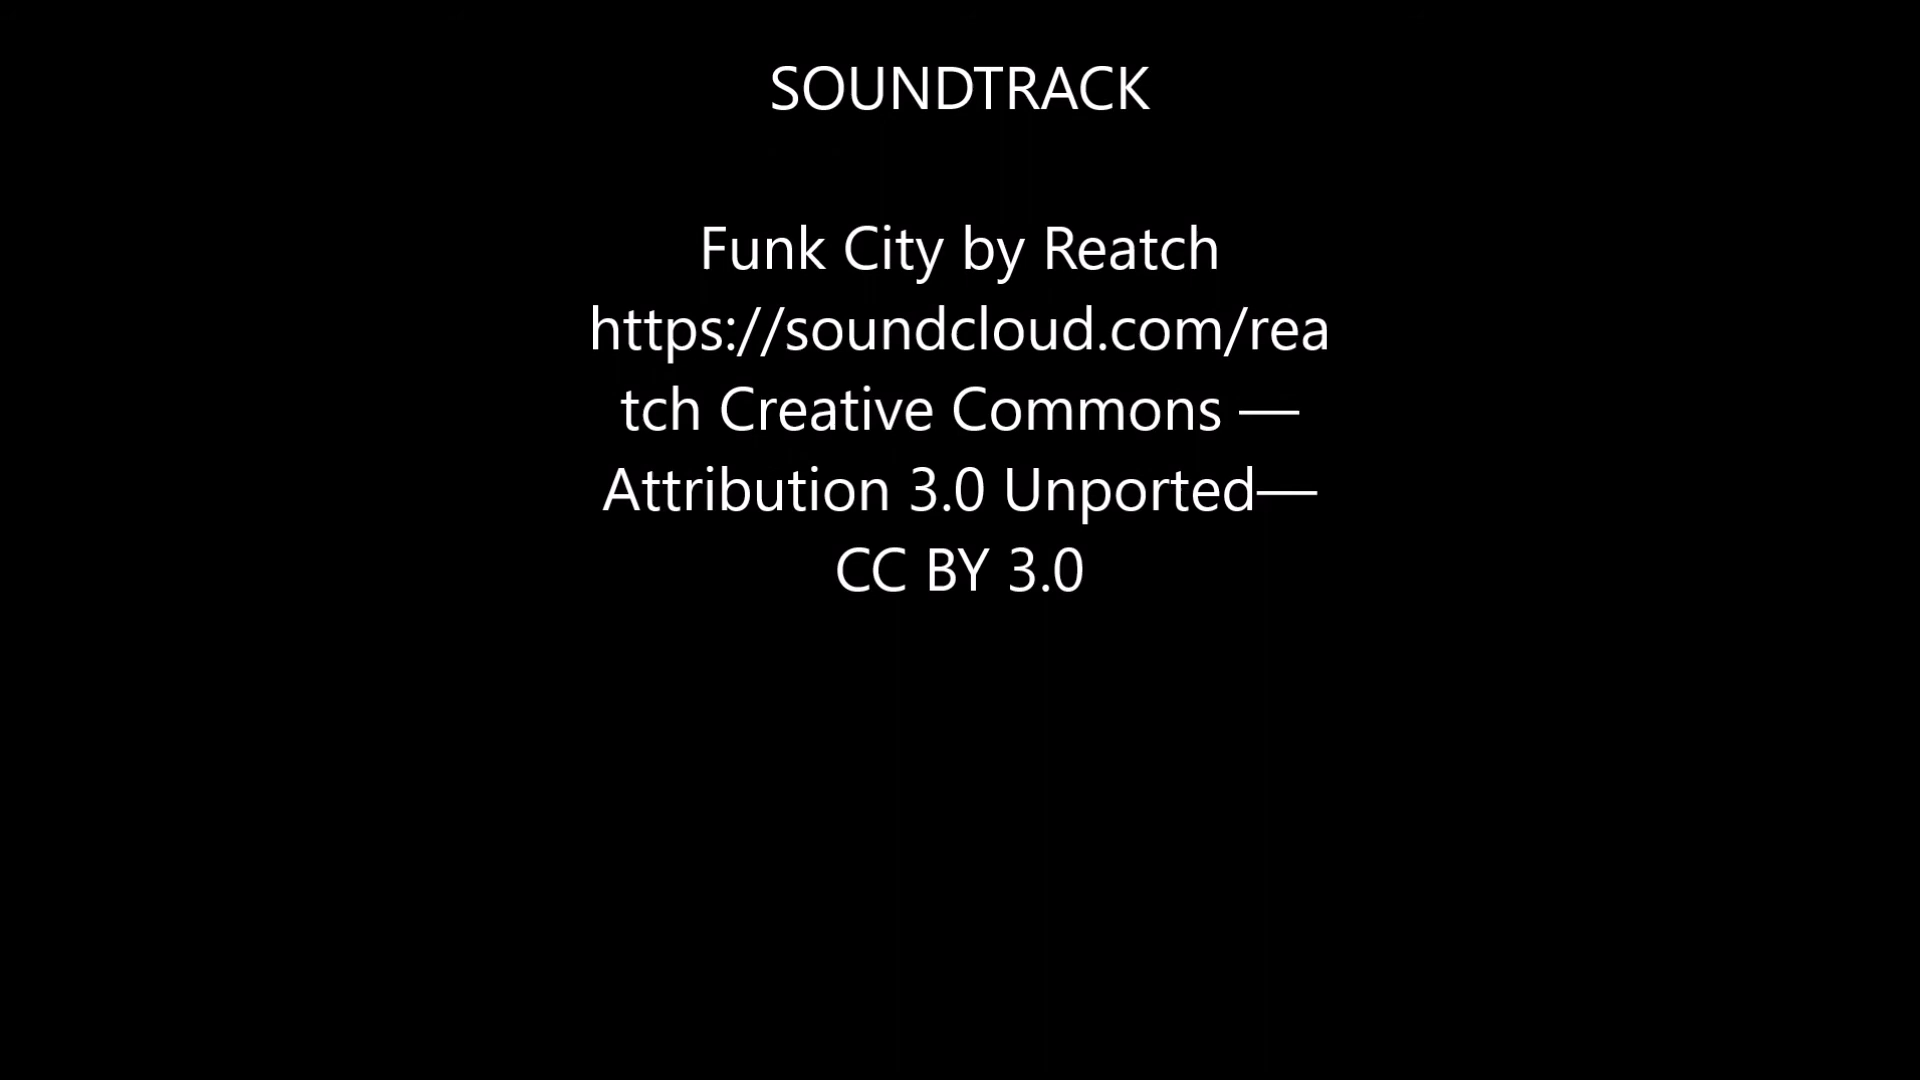 SOUNDTRACK
Funk City by Reatch
https://soundcloud.com/rea
tch Creative Commons —
Attribution 3.0 Unported—
CC BY 3.0